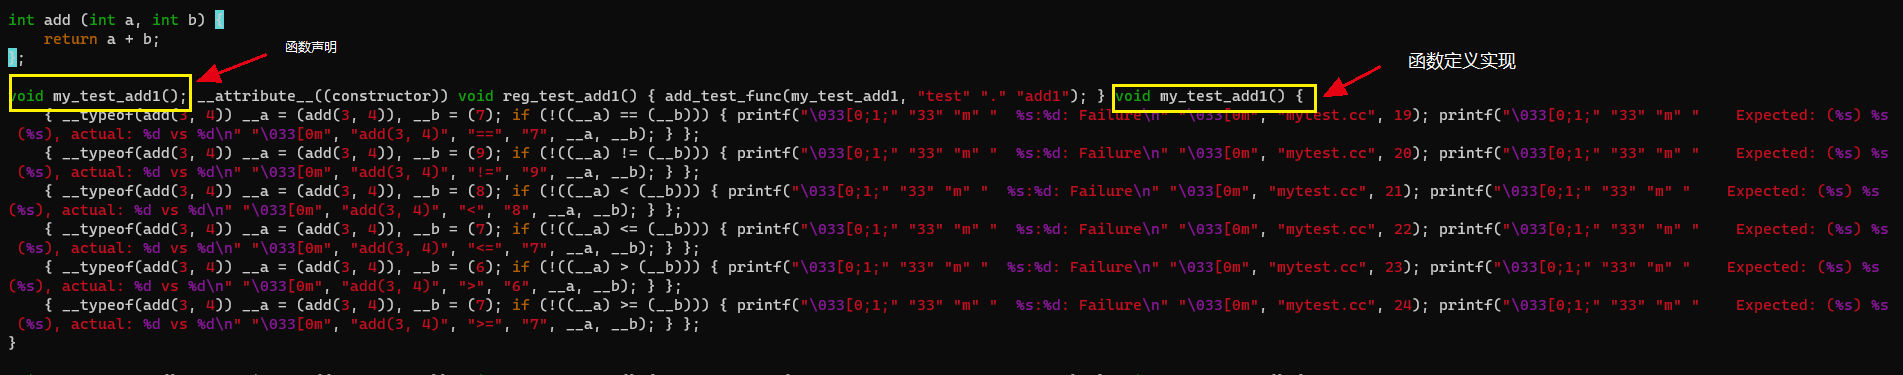 int add (int a, int b) {
    return a + b;
};
函数声明
函数定义实现
void my_test_add1(); __attribute__((constructor)) void reg_test_add1() { add_test_func(my_test_add1, "test" "." "add1"); } void my_test_add1() {
    { __typeof(add(3, 4)) __a = (add(3, 4)), __b = (7); if (!((__a) == (__b))) { printf("\033[0;1;" "33" "m" "  %s:%d: Failure\n" "\033[0m", "mytest.cc", 19); printf("\033[0;1;" "33" "m" "    Expected: (%s) %s
 (%s), actual: %d vs %d\n" "\033[0m", "add(3, 4)", "==", "7", __a, __b); } };
    { __typeof(add(3, 4)) __a = (add(3, 4)), __b = (9); if (!((__a) != (__b))) { printf("\033[0;1;" "33" "m" "  %s:%d: Failure\n" "\033[0m", "mytest.cc", 20); printf("\033[0;1;" "33" "m" "    Expected: (%s) %s
 (%s), actual: %d vs %d\n" "\033[0m", "add(3, 4)", "!=", "9", __a, __b); } };
    { __typeof(add(3, 4)) __a = (add(3, 4)), __b = (8); if (!((__a) < (__b))) { printf("\033[0;1;" "33" "m" "  %s:%d: Failure\n" "\033[0m", "mytest.cc", 21); printf("\033[0;1;" "33" "m" "    Expected: (%s) %s
(%s), actual: %d vs %d\n" "\033[0m", "add(3, 4)", "<", "8", __a, __b); } };
    { __typeof(add(3, 4)) __a = (add(3, 4)), __b = (7); if (!((__a) <= (__b))) { printf("\033[0;1;" "33" "m" "  %s:%d: Failure\n" "\033[0m", "mytest.cc", 22); printf("\033[0;1;" "33" "m" "    Expected: (%s) %s
 (%s), actual: %d vs %d\n" "\033[0m", "add(3, 4)", "<=", "7", __a, __b); } };
    { __typeof(add(3, 4)) __a = (add(3, 4)), __b = (6); if (!((__a) > (__b))) { printf("\033[0;1;" "33" "m" "  %s:%d: Failure\n" "\033[0m", "mytest.cc", 23); printf("\033[0;1;" "33" "m" "    Expected: (%s) %s
(%s), actual: %d vs %d\n" "\033[0m", "add(3, 4)", ">", "6", __a, __b); } };
    { __typeof(add(3, 4)) __a = (add(3, 4)), __b = (7); if (!((__a) >= (__b))) { printf("\033[0;1;" "33" "m" "  %s:%d: Failure\n" "\033[0m", "mytest.cc", 24); printf("\033[0;1;" "33" "m" "    Expected: (%s) %s
 (%s), actual: %d vs %d\n" "\033[0m", "add(3, 4)", ">=", "7", __a, __b); } };
}